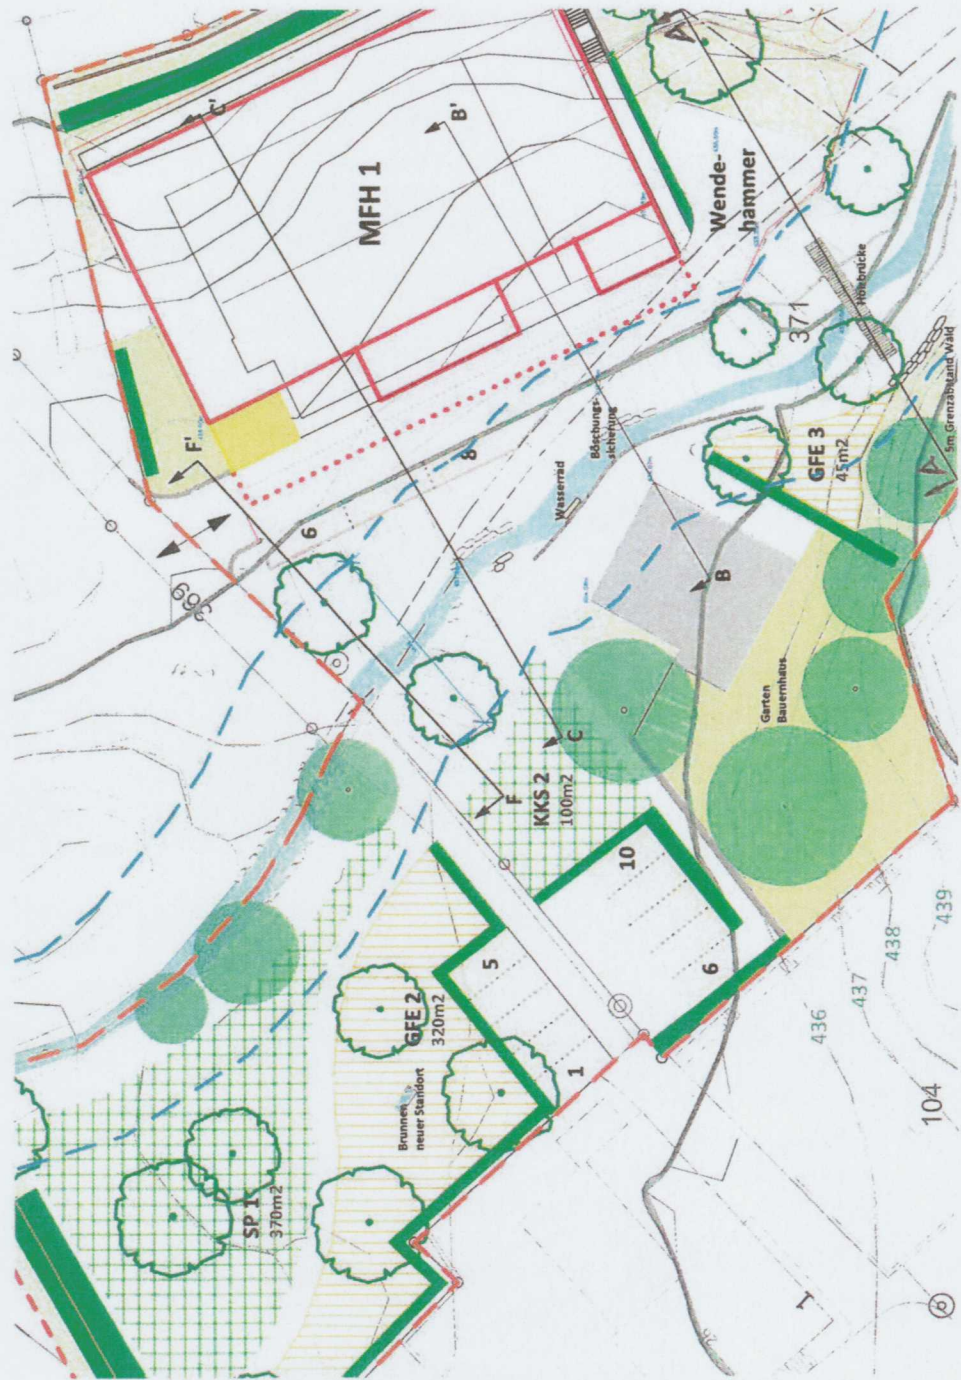 A
C'
B'
MFH 1
Wende-
hammer
F'
371
Holzbrücke
8
Böschungs-
sicherung
Wasserrad
5m Grenzabstand Wald
GFE 3
45m2
A
6
369
B
Garten
Bauernhaus
C
F
KKS 2
100m2
10
439
438
437
436
5
6
GFE 2
320m2
1
Brunnen
neuer Standort
104
SP 1
370m2
1